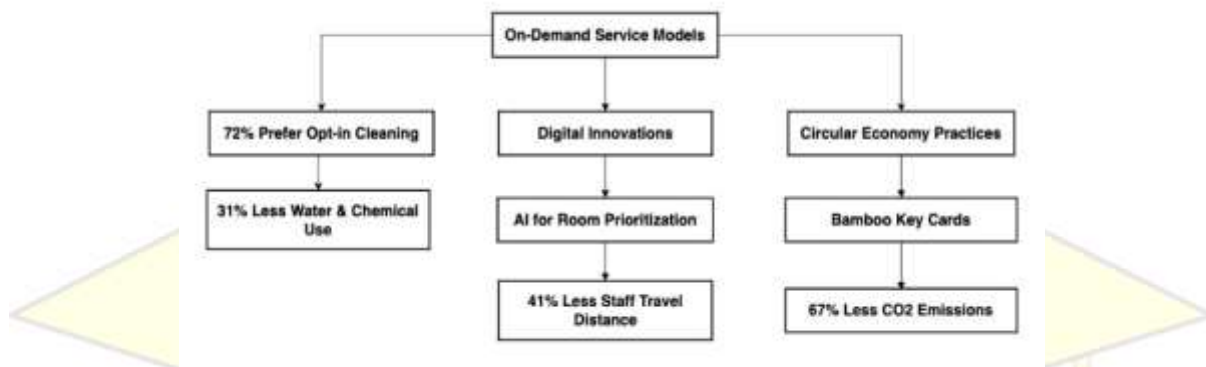 On-Demand Service Models
72% Prefer Opt-in Cleaning
Digital Innovations
Circular Economy Practices
31% Less Water & Chemical
Use
AI for Room Prioritization
Bamboo Key Cards
41% Less Staff Travel
Distance
67% Less CO2 Emissions